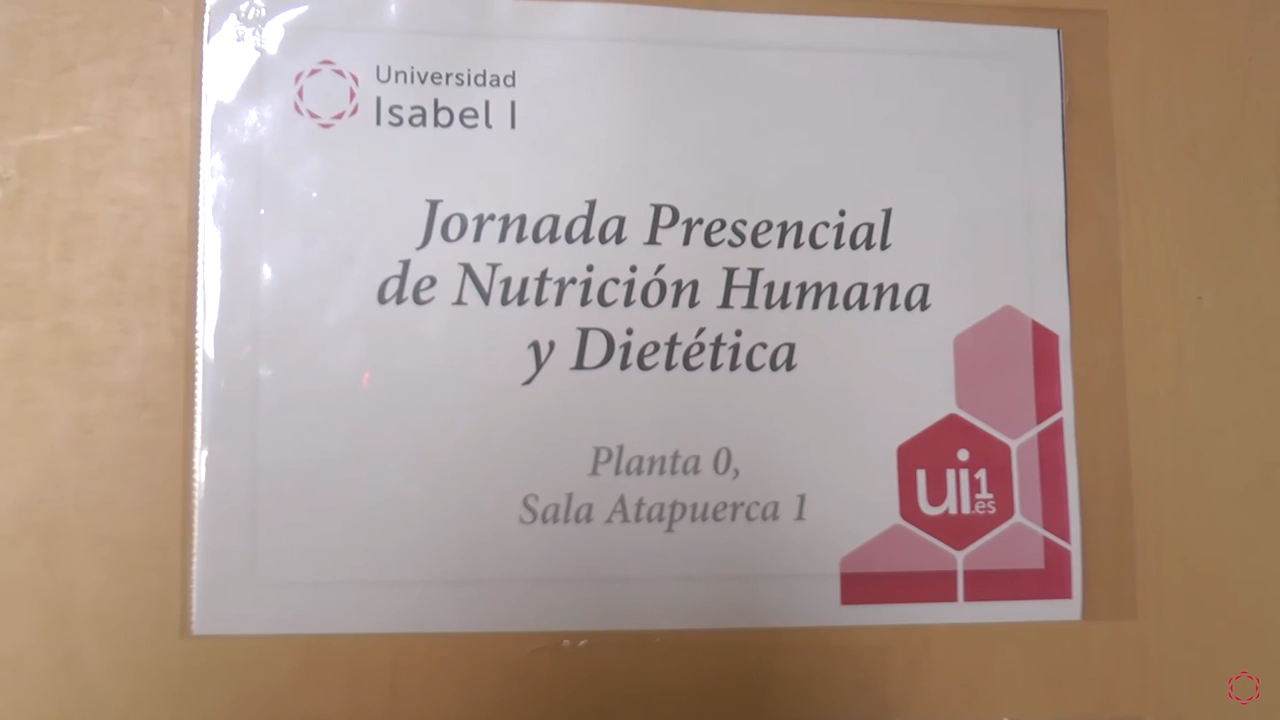 Universidad
Isabel I
Jornada Presencial
de Nutrición Humana
y Dietética
Planta 0,
Sala Atapuerca 1
ui1
.es